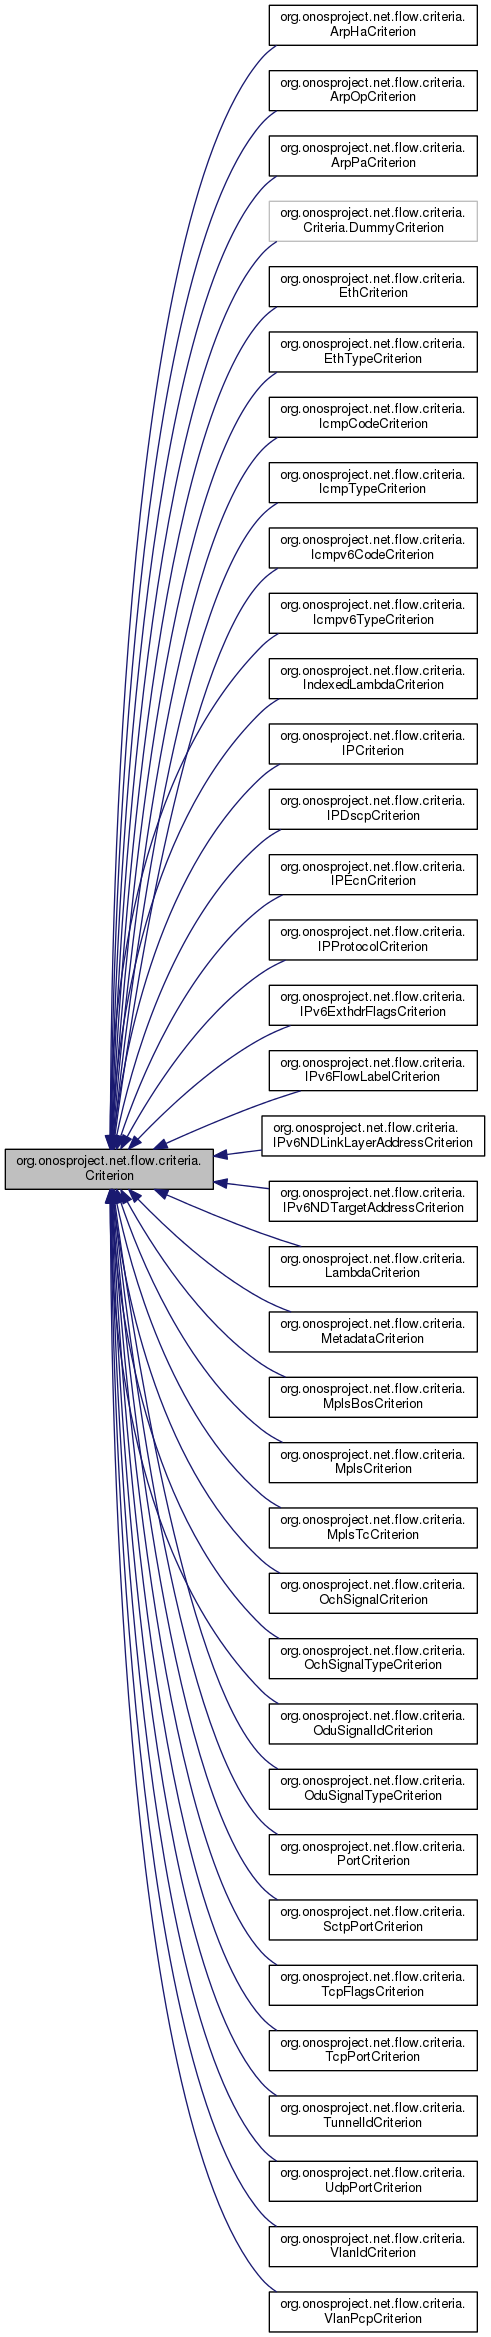 org.onosproject.net.flow.criteria.
ArpHaCriterion
org.onosproject.net.flow.criteria.
ArpOpCriterion
org.onosproject.net.flow.criteria.
ArpPaCriterion
org.onosproject.net.flow.criteria.
Criteria.DummyCriterion
org.onosproject.net.flow.criteria.
EthCriterion
org.onosproject.net.flow.criteria.
EthTypeCriterion
org.onosproject.net.flow.criteria.
IcmpCodeCriterion
org.onosproject.net.flow.criteria.
IcmpTypeCriterion
org.onosproject.net.flow.criteria.
Icmpv6CodeCriterion
org.onosproject.net.flow.criteria.
Icmpv6TypeCriterion
org.onosproject.net.flow.criteria.
IndexedLambdaCriterion
org.onosproject.net.flow.criteria.
IPCriterion
org.onosproject.net.flow.criteria.
IPDscpCriterion
org.onosproject.net.flow.criteria.
IPEcnCriterion
org.onosproject.net.flow.criteria.
IPProtocolCriterion
org.onosproject.net.flow.criteria.
IPv6ExthdrFlagsCriterion
org.onosproject.net.flow.criteria.
IPv6FlowLabelCriterion
org.onosproject.net.flow.criteria.
IPv6NDLinkLayerAddressCriterion
org.onosproject.net.flow.criteria.
Criterion
org.onosproject.net.flow.criteria.
IPv6NDTargetAddressCriterion
org.onosproject.net.flow.criteria.
LambdaCriterion
org.onosproject.net.flow.criteria.
MetadataCriterion
org.onosproject.net.flow.criteria.
MplsBosCriterion
org.onosproject.net.flow.criteria.
MplsCriterion
org.onosproject.net.flow.criteria.
MplsTcCriterion
org.onosproject.net.flow.criteria.
OchSignalCriterion
org.onosproject.net.flow.criteria.
OchSignalTypeCriterion
org.onosproject.net.flow.criteria.
OduSignalIdCriterion
org.onosproject.net.flow.criteria.
OduSignalTypeCriterion
org.onosproject.net.flow.criteria.
PortCriterion
org.onosproject.net.flow.criteria.
SctpPortCriterion
org.onosproject.net.flow.criteria.
TcpFlagsCriterion
org.onosproject.net.flow.criteria.
TcpPortCriterion
org.onosproject.net.flow.criteria.
TunnelIdCriterion
org.onosproject.net.flow.criteria.
UdpPortCriterion
org.onosproject.net.flow.criteria.
VlanIdCriterion
org.onosproject.net.flow.criteria.
VlanPcpCriterion